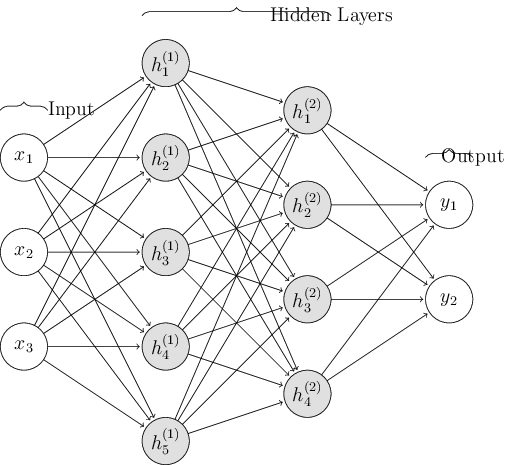 Hidden Layers
Input
Output
h_1^{(1)}
h_1^{(2)}
x_1
h_2^{(1)}
h_2^{(2)}
y_1
x_2
h_3^{(1)}
h_3^{(2)}
y_2
x_3
h_4^{(1)}
h_4^{(2)}
h_5^{(1)}